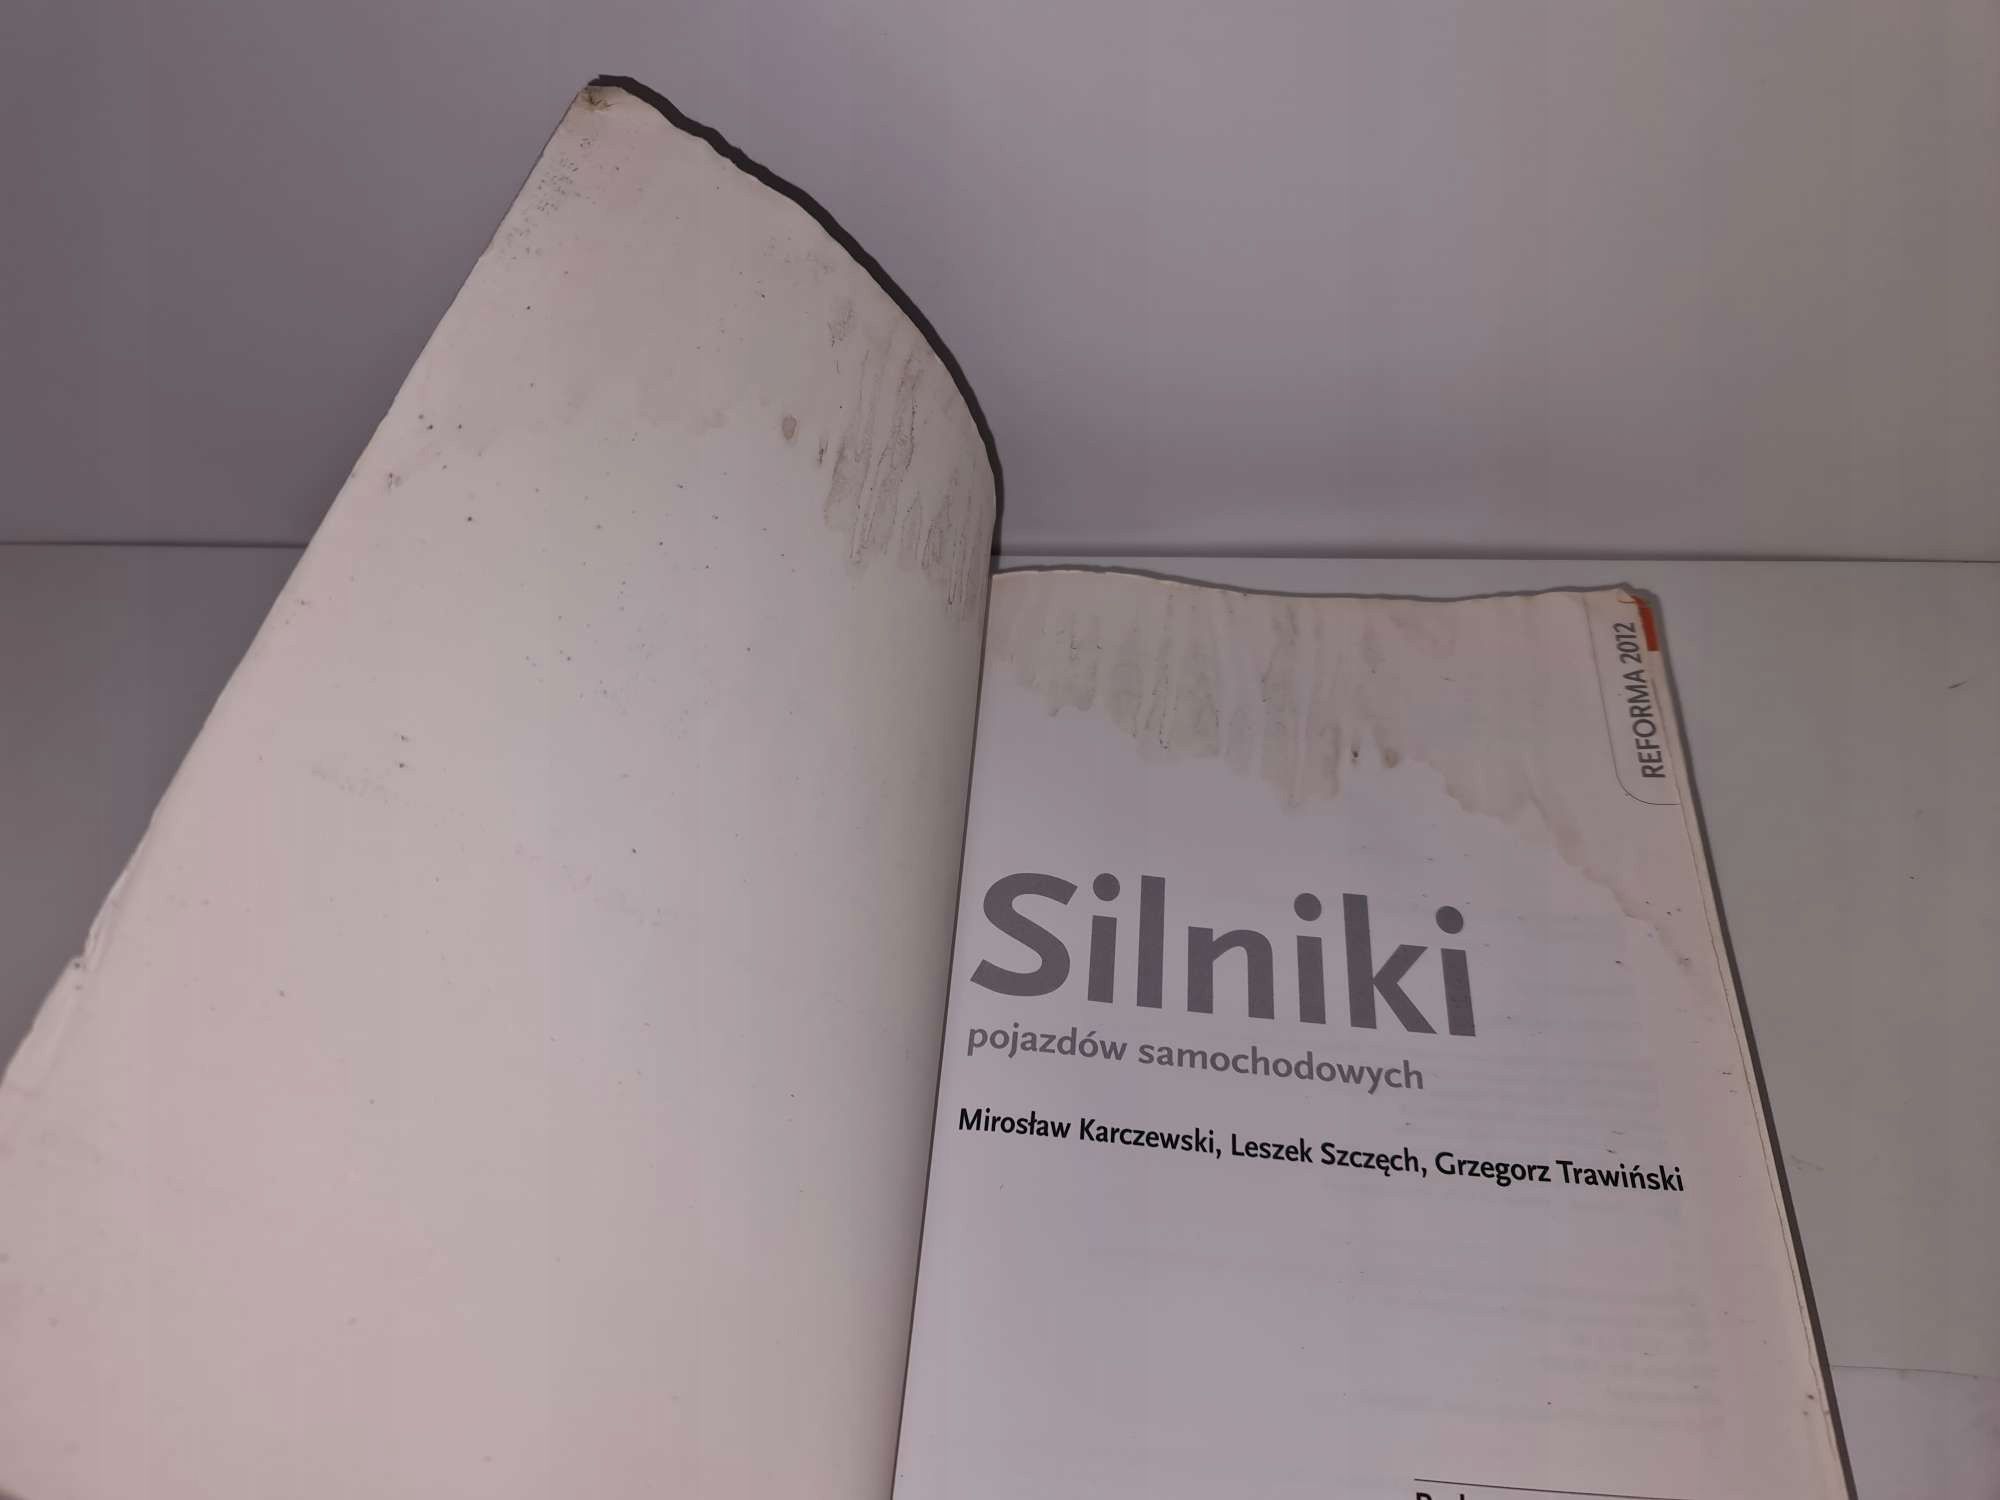 REFORMA 2012
Silniki
pojazdów samochodowych
Mirosław Karczewski, Leszek Szczęch, Grzegorz Trawiński